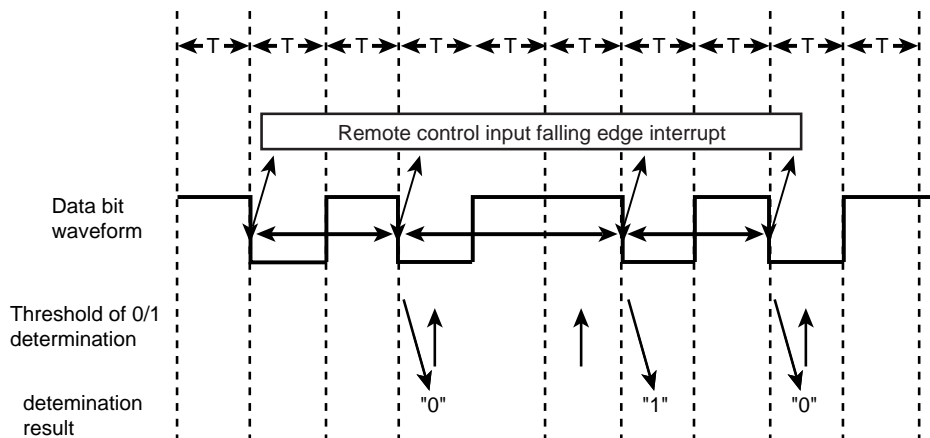 T T T T T T T T T T
Remote control input falling edge interrupt
Data bit
waveform
Threshold of 0/1
determination
detemination
result
"0" "1" "0"